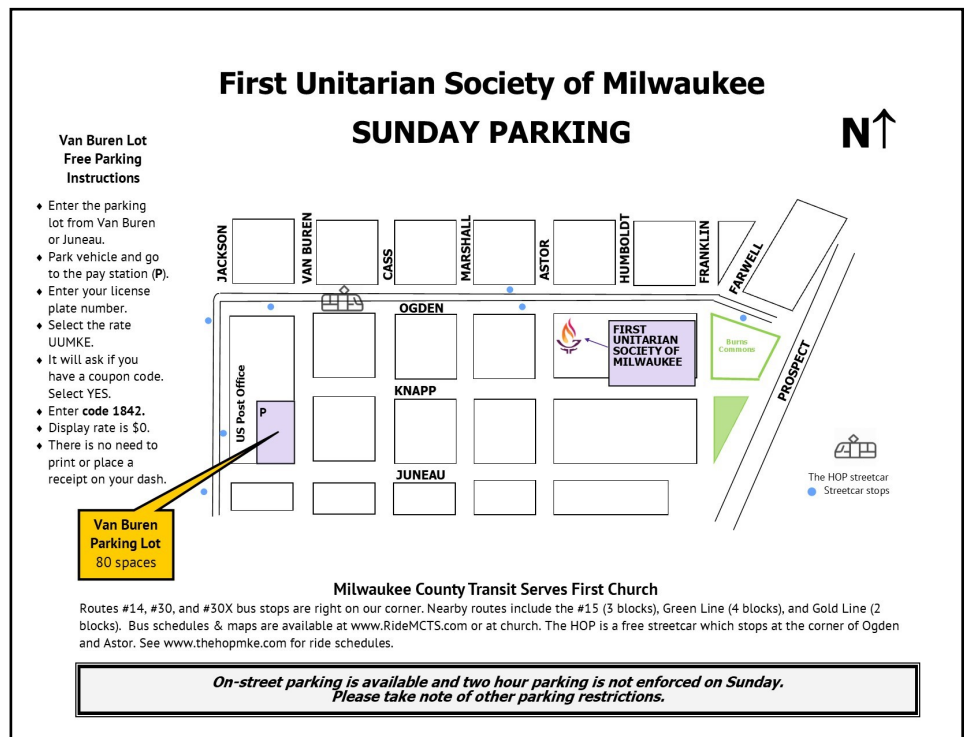 First Unitarian Society of Milwaukee
SUNDAY PARKING
N↑
Van Buren Lot
Free Parking
Instructions
♦ Enter the parking
lot from Van Buren
or Juneau.
♦ Park vehicle and go
to the pay station (P).
♦ Enter your license
plate number.
♦ Select the rate
UUMKE.
♦ It will ask if you
have a coupon code.
Select YES.
♦ Enter code 1842.
♦ Display rate is $0.
♦ There is no need to
print or place a
receipt on your dash.
JACKSON
VAN BUREN
CASS
MARSHALL
ASTOR
HUMBOLDT
FRANKLIN
FARWELL
OGDEN
FIRST
UNITARIAN
SOCIETY OF
MILWAUKEE
Burns
Commons
PROSPECT
US Post Office
KNAPP
P
JUNEAU
The HOP streetcar
Streetcar stops
Van Buren
Parking Lot
80 spaces
Milwaukee County Transit Serves First Church
Routes #14, #30, and #30X bus stops are right on our corner. Nearby routes include the #15 (3 blocks), Green Line (4 blocks), and Gold Line (2
blocks). Bus schedules & maps are available at www.RideMCTS.com or at church. The HOP is a free streetcar which stops at the corner of Ogden
and Astor. See www.thehopmke.com for ride schedules.
On-street parking is available and two hour parking is not enforced on Sunday.
Please take note of other parking restrictions.